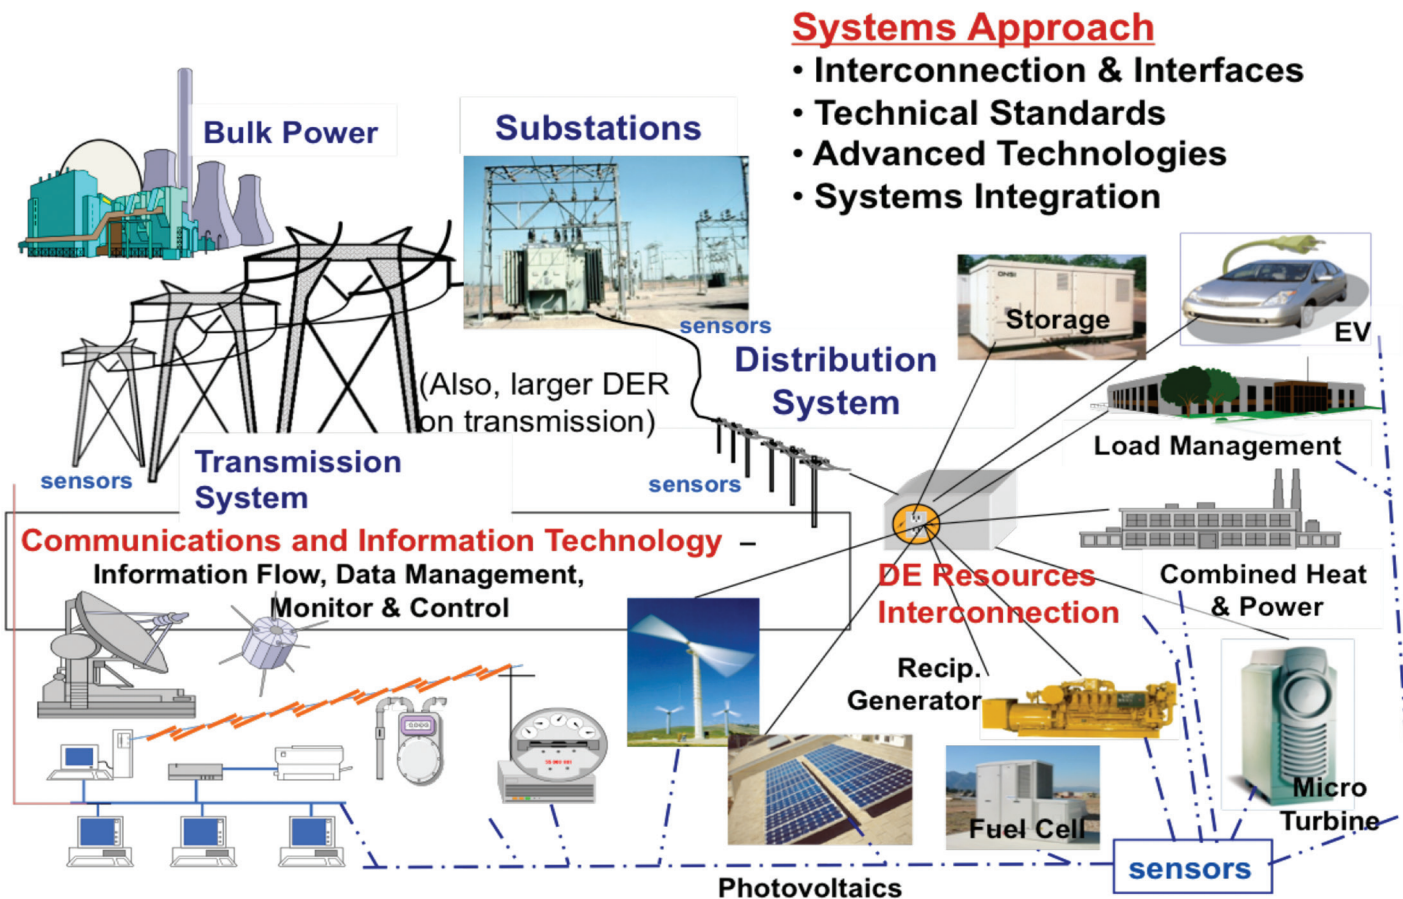 Systems Approach
• Interconnection & Interfaces
• Technical Standards
• Advanced Technologies
• Systems Integration
Bulk Power
Substations
sensors
Distribution
System
(Also, larger DER
on transmission)
sensors
Transmission
System
sensors
ONSI
Storage
EV
Load Management
Combined Heat
& Power
DE Resources
Interconnection
Communications and Information Technology –
Information Flow, Data Management,
Monitor & Control
Recip.
Generator
Fuel Cell
Micro
Turbine
sensors
Photovoltaics